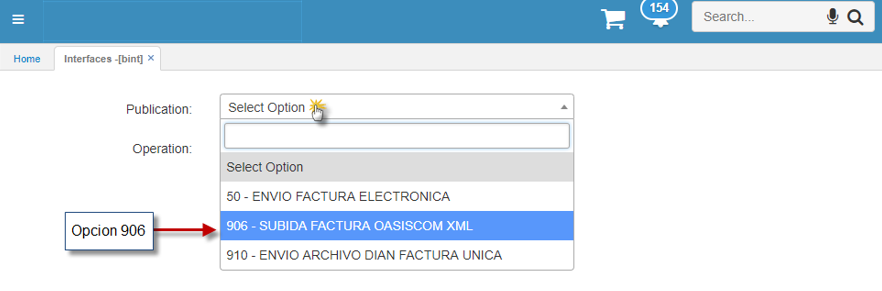 154
Search...
Home
Interfaces -[bint] ×
Publication:
Select Option
Operation:
Select Option
50 - ENVIO FACTURA ELECTRONICA
906 - SUBIDA FACTURA OASISCOM XML
910 - ENVIO ARCHIVO DIAN FACTURA UNICA
Opcion 906